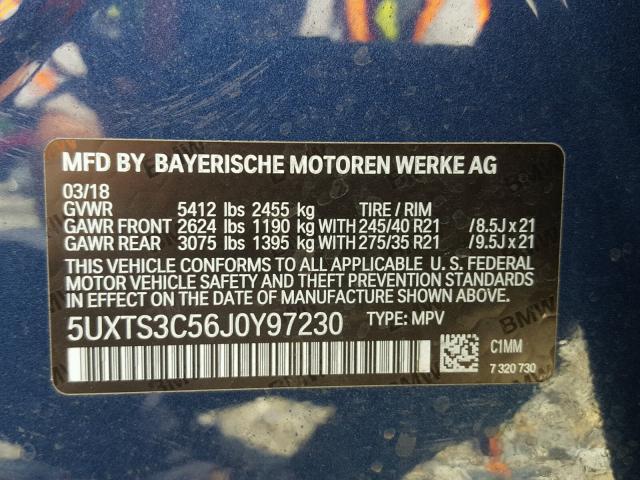 MFD BY BAYERISCHE MOTOREN WERKE AG
03/18
GVWR 5412 lbs 2455 kg TIRE / RIM
GAWR FRONT 2624 lbs 1190 kg WITH 245/40 R21 / 8.5J x 21
GAWR REAR 3075 lbs 1395 kg WITH 275/35 R21 / 9.5J x 21
THIS VEHICLE CONFORMS TO ALL APPLICABLE U. S. FEDERAL
MOTOR VEHICLE SAFETY AND THEFT PREVENTION STANDARDS
IN EFFECT ON THE DATE OF MANUFACTURE SHOWN ABOVE.
5UXTS3C56J0Y97230 TYPE: MPV
C1MM
7 320 730